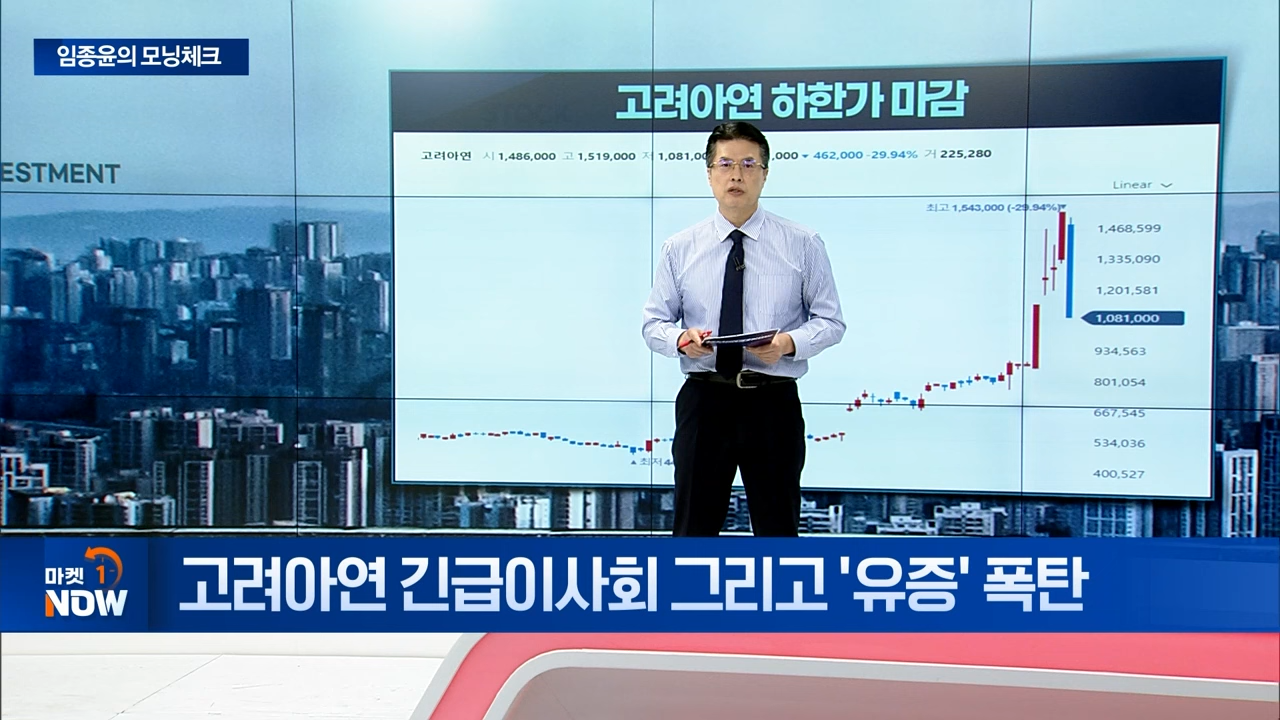 임종윤의 모닝체크
ESTMENT
고려아연 하한가 마감
고려아연 시 1,486,000 고 1,519,000 저 1,081,0 ,000 ▼ 462,000 -29.94% 거 225,280
Linear
최고 1,543,000 (-29.94%)▼
1,468,599
1,335,090
1,201,581
1,081,000
934,563
801,054
667,545
534,036
400,527
▲ 최저 4
마켓 1
NOW
고려아연 긴급이사회 그리고 '유증' 폭탄